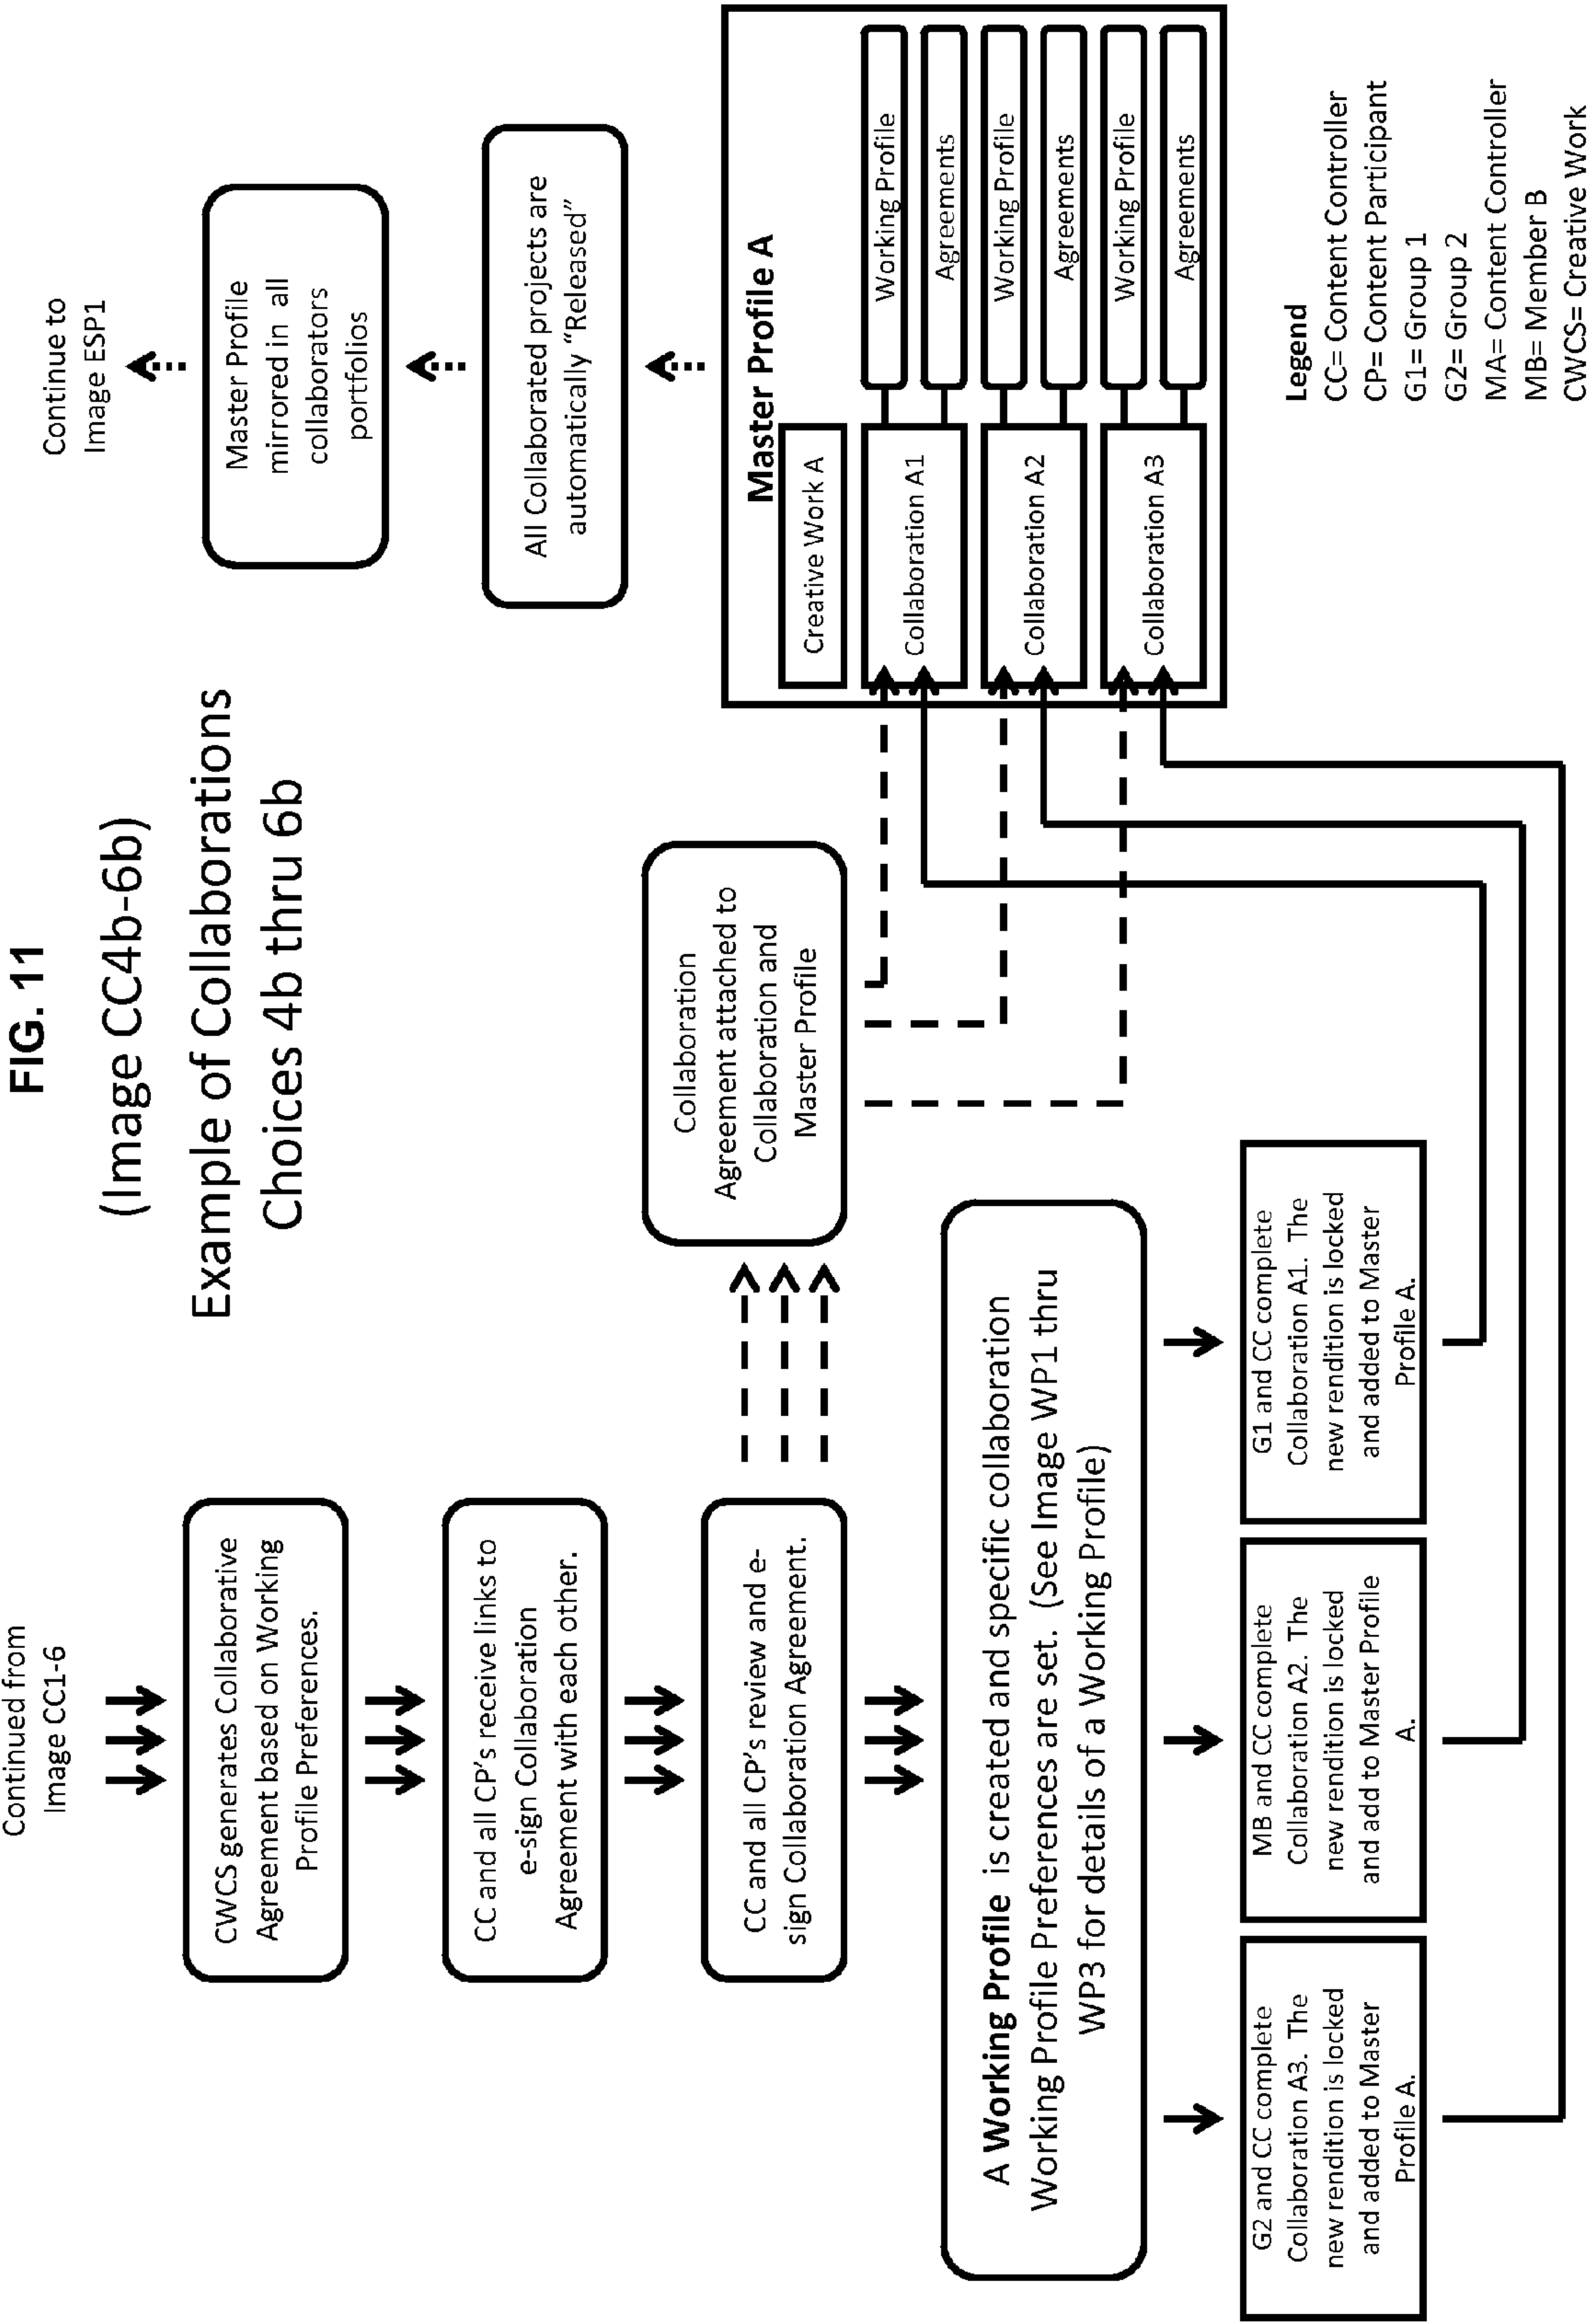 FIG. 11
(Image CC4b-6b)
Example of Collaborations
Choices 4b thru 6b
Continued from
Image CC1-6
CWCS generates Collaborative
Agreement based on Working
Profile Preferences.
CC and all CP's receive links to
e-sign Collaboration
Agreement with each other.
CC and all CP's review and e-
sign Collaboration Agreement.
Collaboration
Agreement attached to
Collaboration and
Master Profile
A Working Profile is created and specific collaboration
Working Profile Preferences are set. (See Image WP1 thru
WP3 for details of a Working Profile)
G2 and CC complete
Collaboration A3. The
new rendition is locked
and added to Master
Profile A.
MB and CC complete
Collaboration A2. The
new rendition is locked
and add to Master Profile
A.
G1 and CC complete
Collaboration A1. The
new rendition is locked
and added to Master
Profile A.
Continue to
Image ESP1
Master Profile
mirrored in all
collaborators
portfolios
All Collaborated projects are
automatically “Released”
Master Profile A
Creative Work A
Collaboration A1
Working Profile
Agreements
Collaboration A2
Working Profile
Agreements
Collaboration A3
Working Profile
Agreements
Legend
CC= Content Controller
CP= Content Participant
G1= Group 1
G2= Group 2
MA= Content Controller
MB= Member B
CWCS= Creative Work